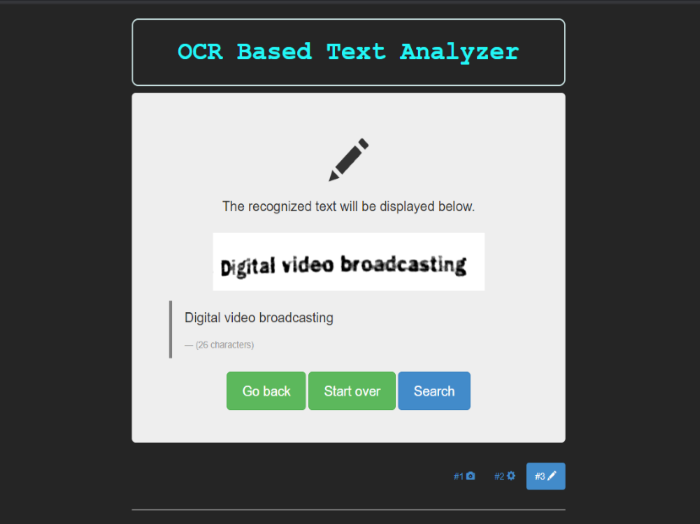 OCR Based Text Analyzer
The recognized text will be displayed below.
Digital video broadcasting
Digital video broadcasting
— (26 characters)
Go back Start over Search
#1 #2 #3